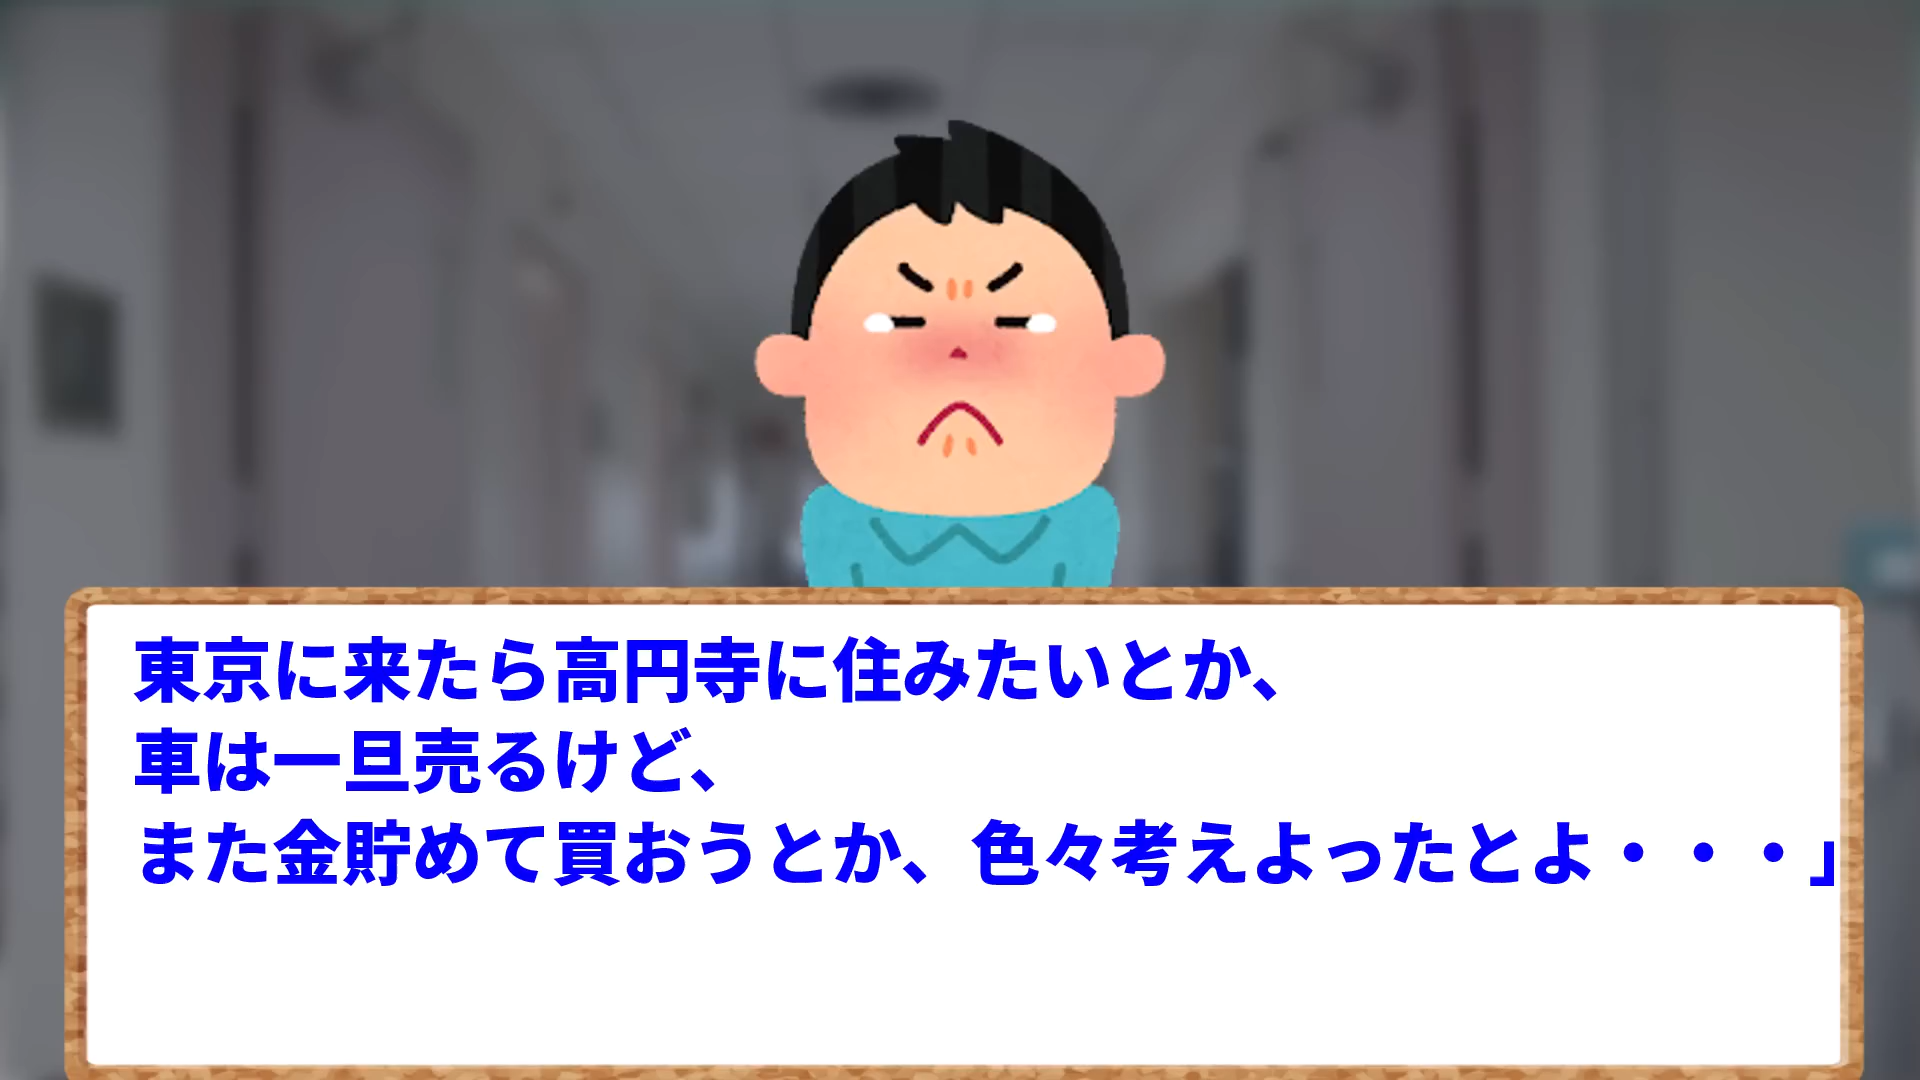 東京に来たら高円寺に住みたいとか、
車は一旦売るけど、
また金貯めて買おうとか、色々考えよったとよ・・・」